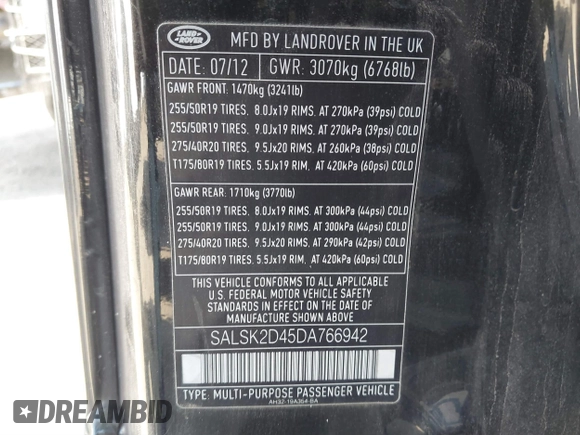 LAND
ROVER
MFD BY LANDROVER IN THE UK
DATE: 07/12 GWR: 3070kg (6768lb)
GAWR FRONT: 1470kg (3241lb)
255/50R19 TIRES. 8.0Jx19 RIMS. AT 270kPa (39psi) COLD
255/50R19 TIRES. 9.0Jx19 RIMS. AT 270kPa (39psi) COLD
275/40R20 TIRES. 9.5Jx20 RIMS. AT 260kPa (38psi) COLD
T175/80R19 TIRES. 5.5Jx19 RIM. AT 420kPa (60psi) COLD
GAWR REAR: 1710kg (3770lb)
255/50R19 TIRES. 8.0Jx19 RIMS. AT 300kPa (44psi) COLD
255/50R19 TIRES. 9.0Jx19 RIMS. AT 300kPa (44psi) COLD
275/40R20 TIRES. 9.5Jx20 RIMS. AT 290kPa (42psi) COLD
T175/80R19 TIRES. 5.5Jx19 RIM. AT 420kPa (60psi) COLD
THIS VEHICLE CONFORMS TO ALL APPLICABLE
U.S. FEDERAL MOTOR VEHICLE SAFETY
STANDARDS IN EFFECT ON THE DATE OF
MANUFACTURE SHOWN ABOVE
SALSK2D45DA766942
TYPE: MULTI-PURPOSE PASSENGER VEHICLE
AH32-19A354-BA
DREAMBID